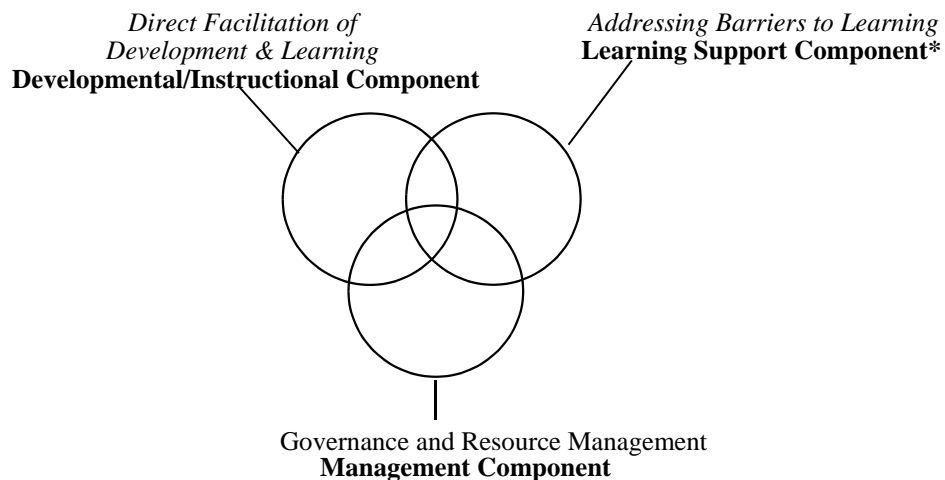 Direct Facilitation of
Development & Learning
Developmental/Instructional Component
Addressing Barriers to Learning
Learning Support Component*
Governance and Resource Management
Management Component